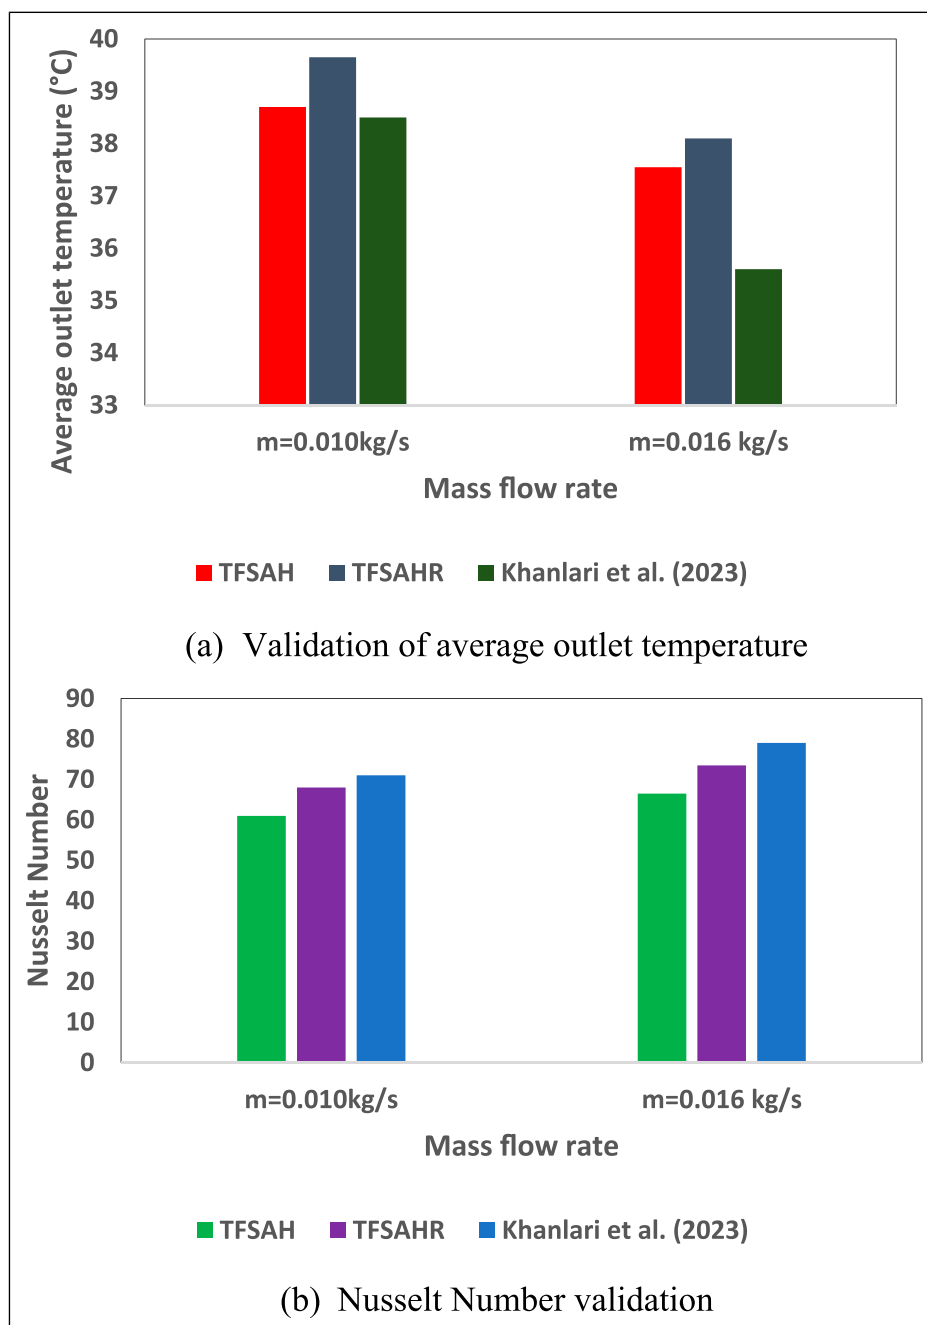 Average outlet temperature (°C)
40
39
38
37
36
35
34
33
m=0.010kg/s
m=0.016 kg/s
Mass flow rate
TFSAH TFSAHR Khanlari et al. (2023)
(a) Validation of average outlet temperature
Nusselt Number
90
80
70
60
50
40
30
20
10
0
m=0.010kg/s
m=0.016 kg/s
Mass flow rate
TFSAH TFSAHR Khanlari et al. (2023)
(b) Nusselt Number validation